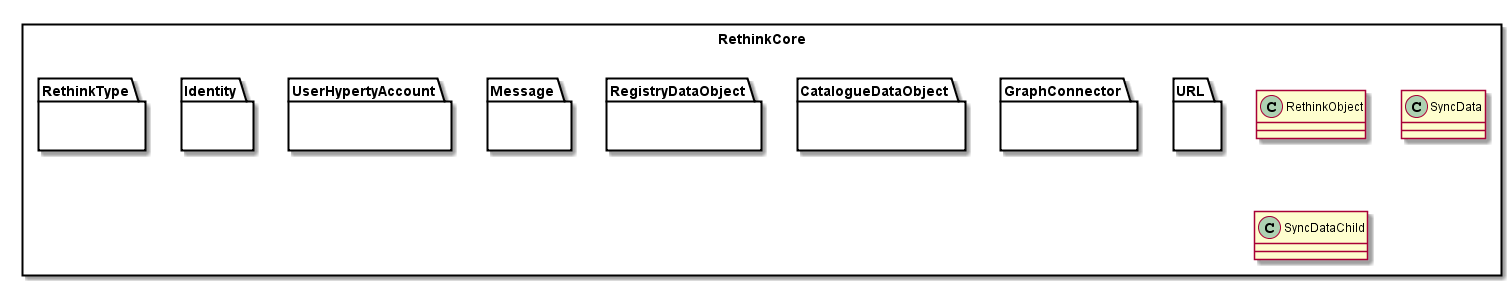 RethinkCore
RethinkType
Identity
UserHypertyAccount
Message
RegistryDataObject
CatalogueDataObject
GraphConnector
URL
C RethinkObject
C SyncData
C SyncDataChild